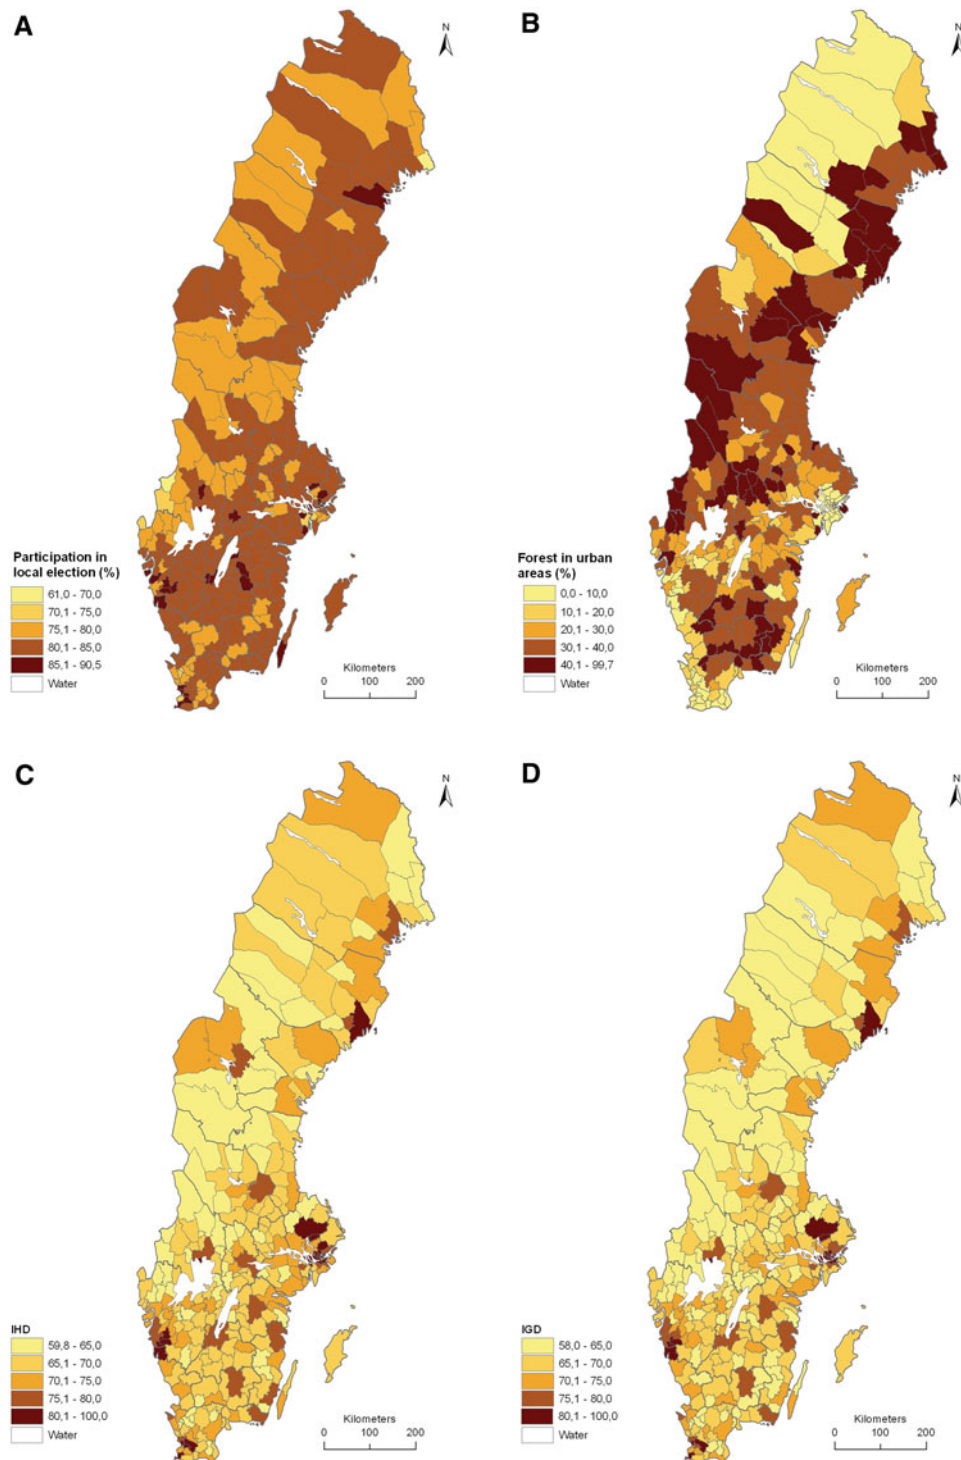 A
N
Participation in
local election (%)
61,0 - 70,0
70,1 - 75,0
75,1 - 80,0
80,1 - 85,0
85,1 - 90,5
Water
Kilometers
0 100 200
B
N
1
Forest in urban
areas (%)
0,0 - 10,0
10,1 - 20,0
20,1 - 30,0
30,1 - 40,0
40,1 - 99,7
Water
Kilometers
0 100 200
C
N
1
IHD
59,8 - 65,0
65,1 - 70,0
70,1 - 75,0
75,1 - 80,0
80,1 - 100,0
Water
Kilometers
0 100 200
D
N
1
IGD
58,0 - 65,0
65,1 - 70,0
70,1 - 75,0
75,1 - 80,0
80,1 - 100,0
Water
Kilometers
0 100 200